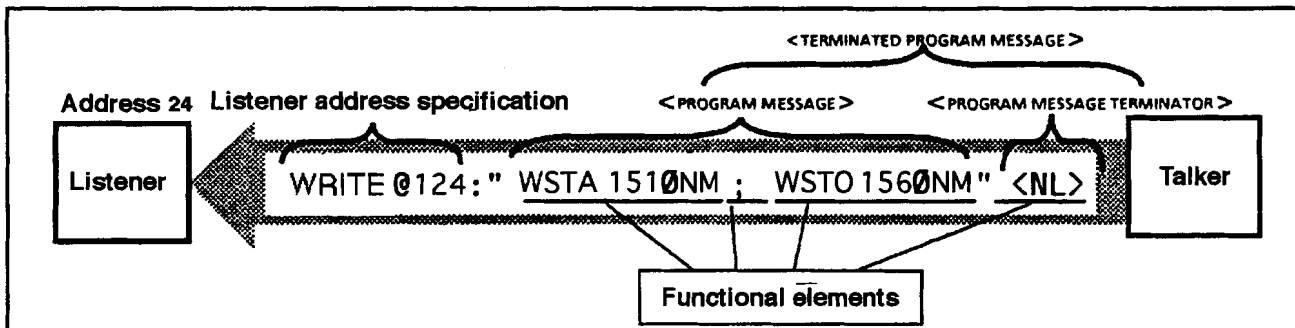 <TERMINATED PROGRAM MESSAGE>
Address 24 Listener address specification <PROGRAM MESSAGE> <PROGRAM MESSAGE TERMINATOR>
Listener WRITE @124:" WSTA 1510NM ; WSTO 1560NM" <NL> Talker
Functional elements